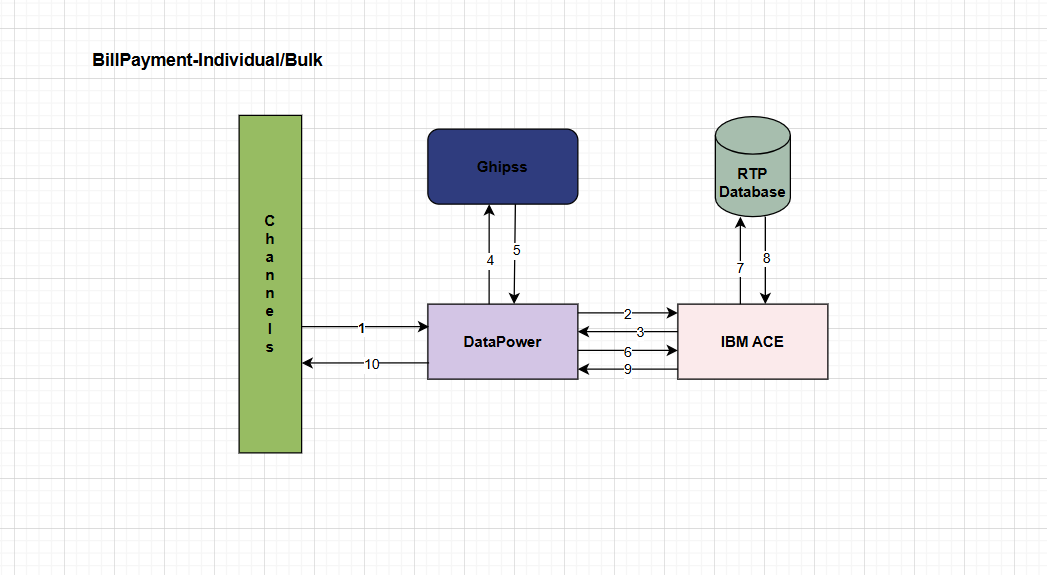 BillPayment-Individual/Bulk
Channels
Ghipss
RTP
Database
4
5
7
8
1
10
DataPower
2
3
6
9
IBM ACE